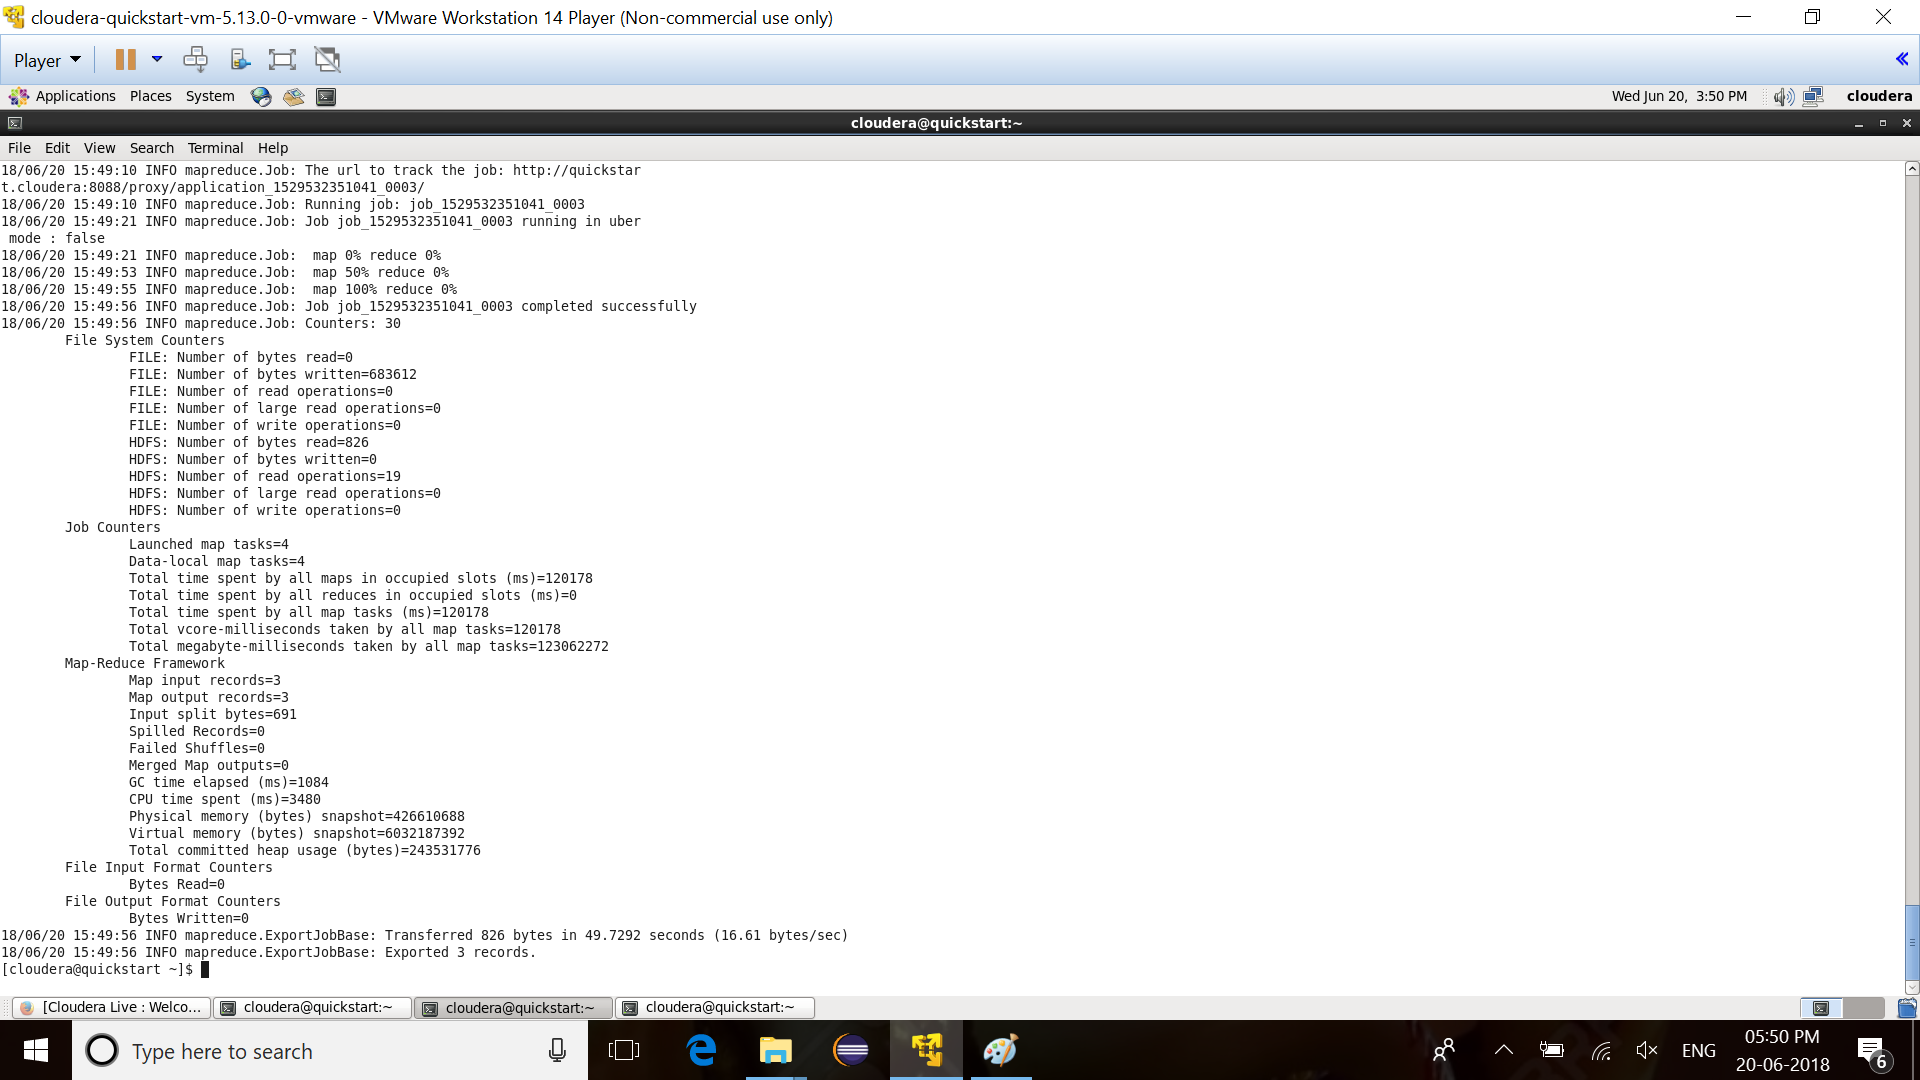 cloudera-quickstart-vm-5.13.0-0-vmware - VMware Workstation 14 Player (Non-commercial use only)
Player
Applications Places System Wed Jun 20, 3:50 PM cloudera
cloudera@quickstart:~
File Edit View Search Terminal Help
18/06/20 15:49:10 INFO mapreduce.Job: The url to track the job: http://quickstar
t.cloudera:8088/proxy/application_1529532351041_0003/
18/06/20 15:49:10 INFO mapreduce.Job: Running job: job_1529532351041_0003
18/06/20 15:49:21 INFO mapreduce.Job: Job job_1529532351041_0003 running in uber
mode : false
18/06/20 15:49:21 INFO mapreduce.Job:  map 0% reduce 0%
18/06/20 15:49:53 INFO mapreduce.Job:  map 50% reduce 0%
18/06/20 15:49:55 INFO mapreduce.Job:  map 100% reduce 0%
18/06/20 15:49:56 INFO mapreduce.Job: Job job_1529532351041_0003 completed successfully
18/06/20 15:49:56 INFO mapreduce.Job: Counters: 30
File System Counters
FILE: Number of bytes read=0
FILE: Number of bytes written=683612
FILE: Number of read operations=0
FILE: Number of large read operations=0
FILE: Number of write operations=0
HDFS: Number of bytes read=826
HDFS: Number of bytes written=0
HDFS: Number of read operations=19
HDFS: Number of large read operations=0
HDFS: Number of write operations=0
Job Counters
Launched map tasks=4
Data-local map tasks=4
Total time spent by all maps in occupied slots (ms)=120178
Total time spent by all reduces in occupied slots (ms)=0
Total time spent by all map tasks (ms)=120178
Total vcore-milliseconds taken by all map tasks=120178
Total megabyte-milliseconds taken by all map tasks=123062272
Map-Reduce Framework
Map input records=3
Map output records=3
Input split bytes=691
Spilled Records=0
Failed Shuffles=0
Merged Map outputs=0
GC time elapsed (ms)=1084
CPU time spent (ms)=3480
Physical memory (bytes) snapshot=426610688
Virtual memory (bytes) snapshot=6032187392
Total committed heap usage (bytes)=243531776
File Input Format Counters
Bytes Read=0
File Output Format Counters
Bytes Written=0
18/06/20 15:49:56 INFO mapreduce.ExportJobBase: Transferred 826 bytes in 49.7292 seconds (16.61 bytes/sec)
18/06/20 15:49:56 INFO mapreduce.ExportJobBase: Exported 3 records.
[cloudera@quickstart ~]$
[Cloudera Live : Welco... cloudera@quickstart:~ cloudera@quickstart:~ cloudera@quickstart:~
Type here to search ENG 05:50 PM
20-06-2018 6